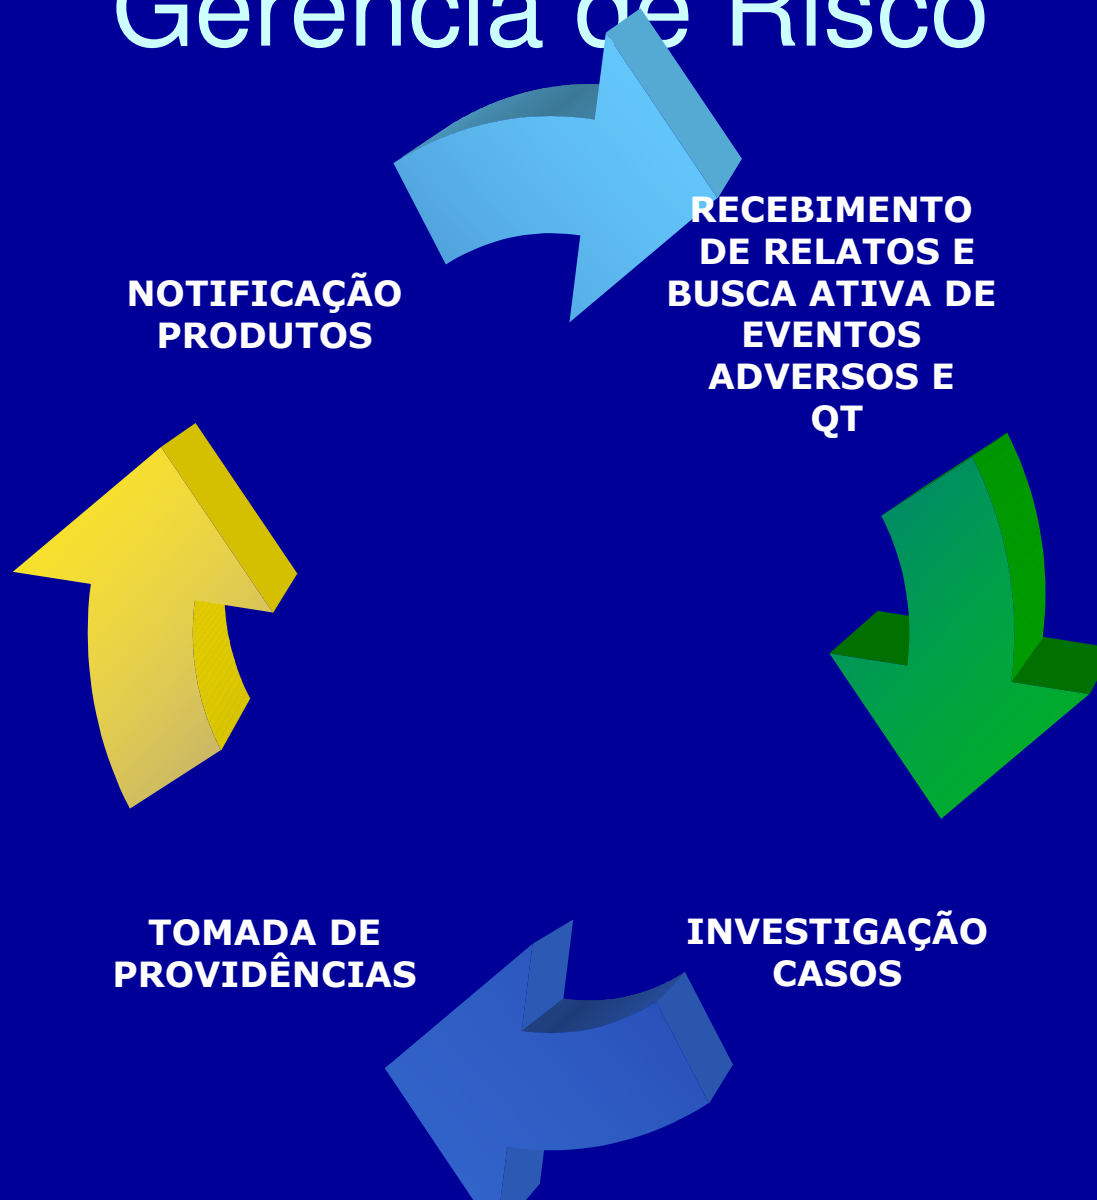 Gerência de Risco
RECEBIMENTO
DE RELATOS E
BUSCA ATIVA DE
EVENTOS
ADVERSOS E
QT
NOTIFICAÇÃO
PRODUTOS
TOMADA DE
PROVIDÊNCIAS
INVESTIGAÇÃO
CASOS